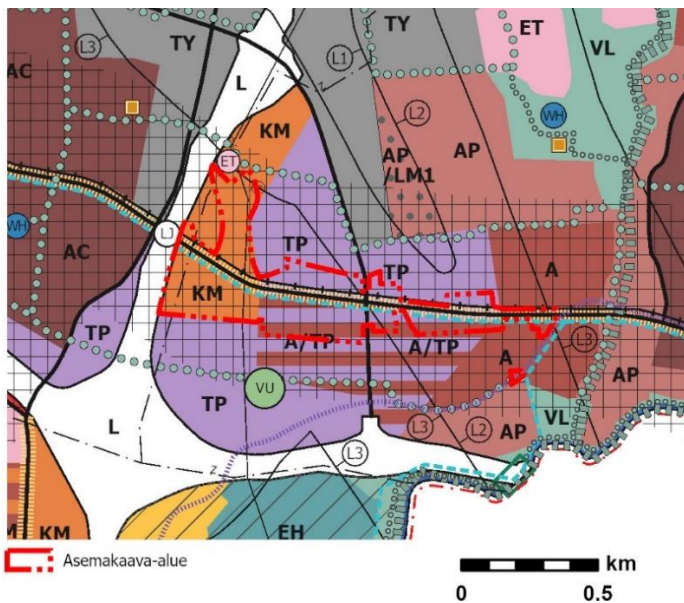 L3
TY
L1
ET
VL
L
L2
AC
KM
WH
ET
AP
/LM1
AP
WH
L1
TP
TP
A
AC
KM
TP
A/TP
A/TP
A
L3
AP
VU
TP
L
L3
L2
AP
VL
z
L3
KM
EH
Asemakaava-alue
km
0
0.5